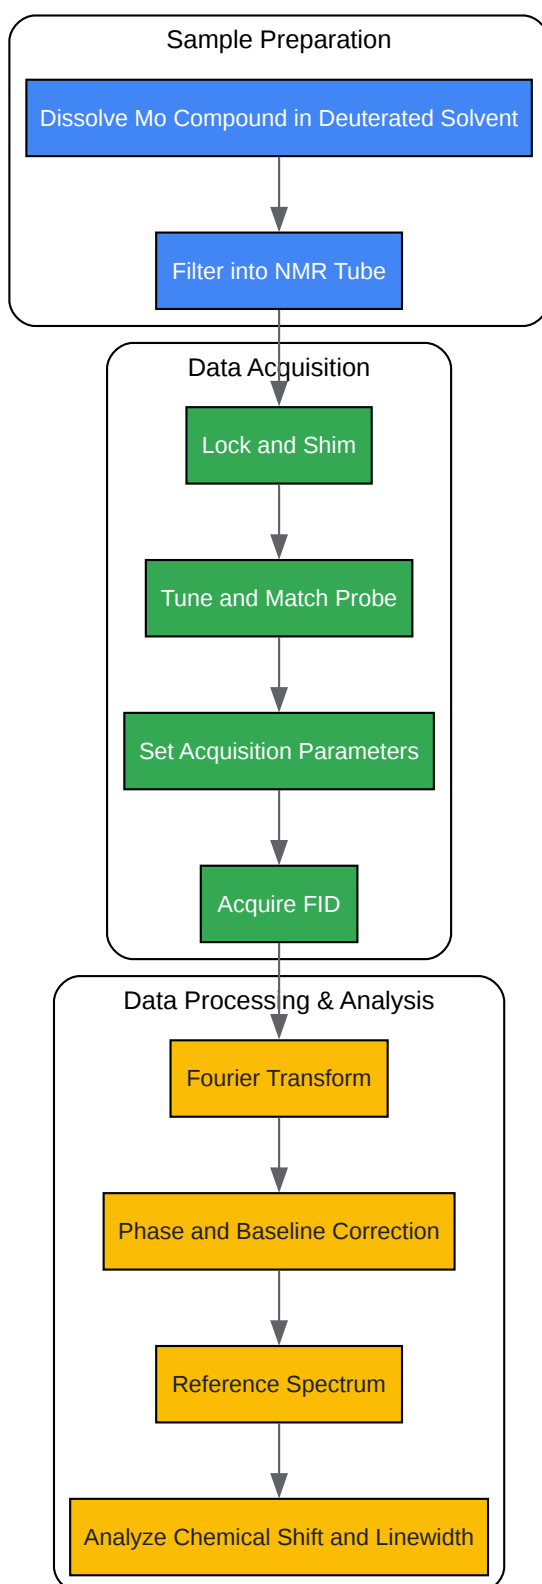 Sample Preparation
Dissolve Mo Compound in Deuterated Solvent
Filter into NMR Tube
Data Acquisition
Lock and Shim
Tune and Match Probe
Set Acquisition Parameters
Acquire FID
Data Processing & Analysis
Fourier Transform
Phase and Baseline Correction
Reference Spectrum
Analyze Chemical Shift and Linewidth